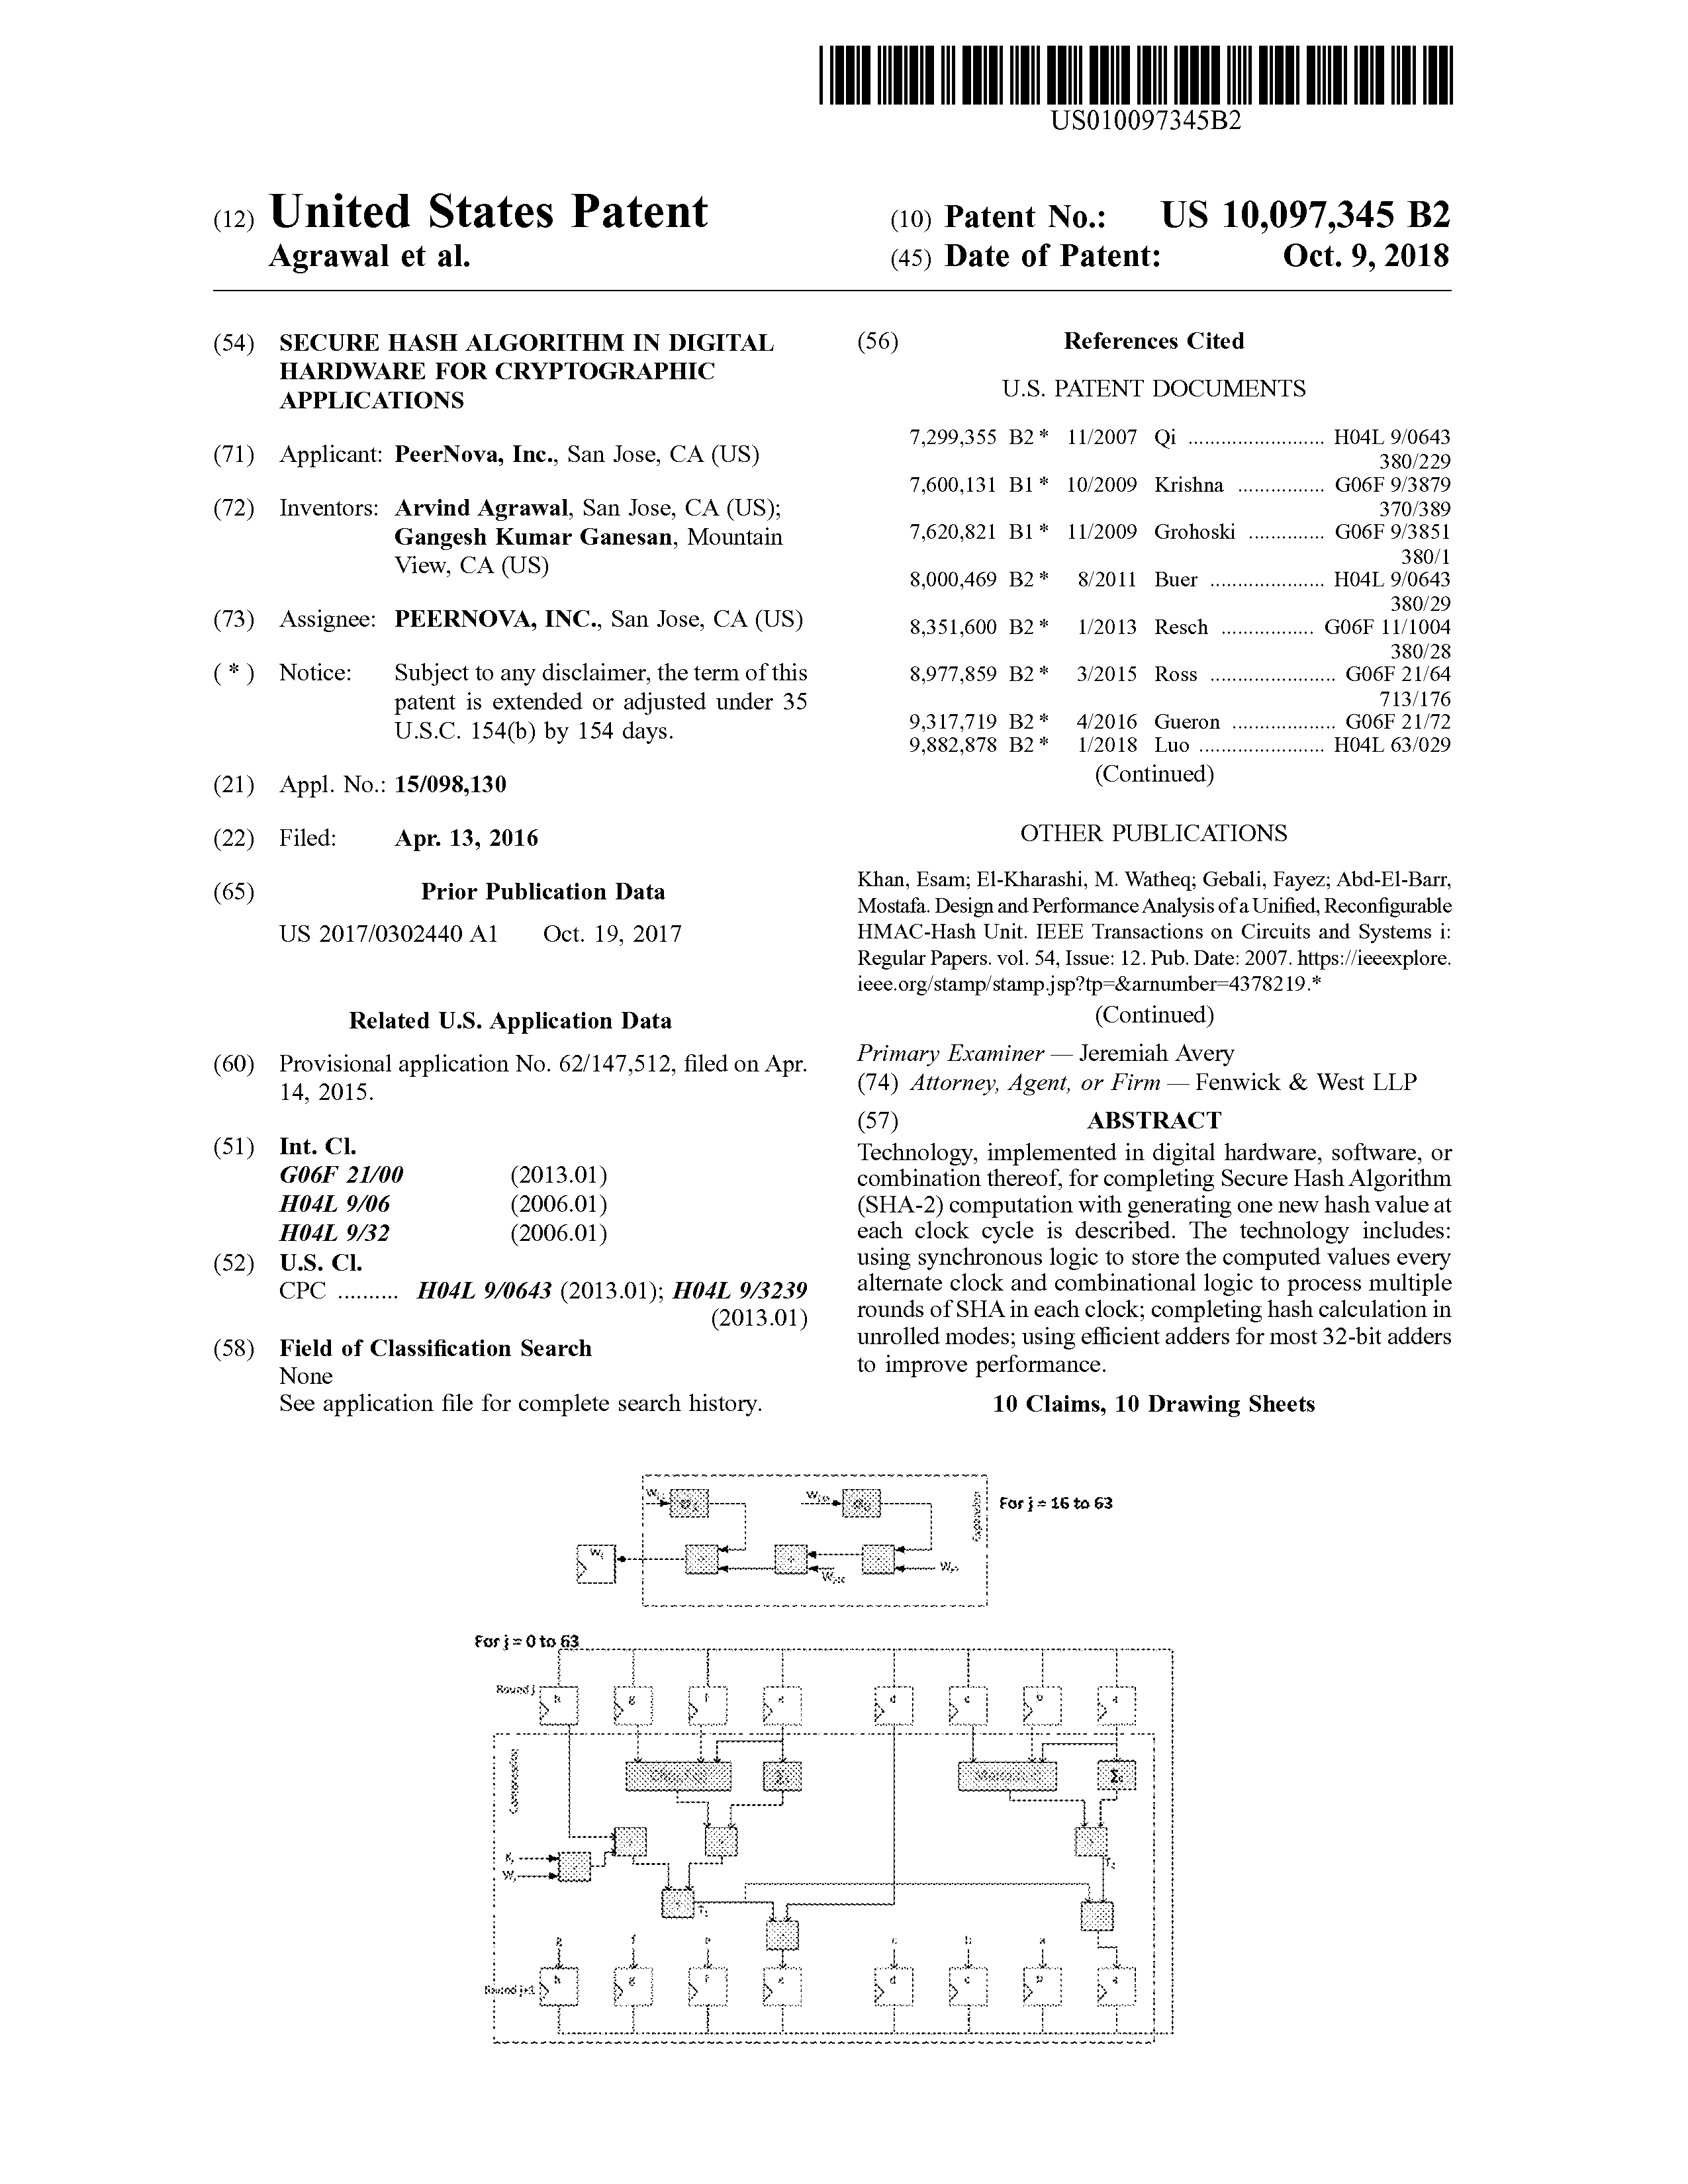 US010097345B2
(12) United States Patent
Agrawal et al.
(10) Patent No.: US 10,097,345 B2
(45) Date of Patent: Oct. 9, 2018
(54) SECURE HASH ALGORITHM IN DIGITAL
HARDWARE FOR CRYPTOGRAPHIC
APPLICATIONS
(71) Applicant: PeerNova, Inc., San Jose, CA (US)
(72) Inventors: Arvind Agrawal, San Jose, CA (US);
Gangesh Kumar Ganesan, Mountain
View, CA (US)
(73) Assignee: PEERNOVA, INC., San Jose, CA (US)
( * ) Notice: Subject to any disclaimer, the term of this
patent is extended or adjusted under 35
U.S.C. 154(b) by 154 days.
(21) Appl. No.: 15/098,130
(22) Filed: Apr. 13, 2016
(65) Prior Publication Data
US 2017/0302440 A1 Oct. 19, 2017
Related U.S. Application Data
(60) Provisional application No. 62/147,512, filed on Apr.
14, 2015.
(51) Int. Cl.
G06F 21/00 (2013.01)
H04L 9/06 (2006.01)
H04L 9/32 (2006.01)
(52) U.S. Cl.
CPC .......... H04L 9/0643 (2013.01); H04L 9/3239
(2013.01)
(58) Field of Classification Search
None
See application file for complete search history.
(56) References Cited
U.S. PATENT DOCUMENTS
7,299,355 B2 * 11/2007 Qi ........................ H04L 9/0643
380/229
7,600,131 B1 * 10/2009 Krishna ................ G06F 9/3879
370/389
7,620,821 B1 * 11/2009 Grohoski .............. G06F 9/3851
380/1
8,000,469 B2 * 8/2011 Buer ..................... H04L 9/0643
380/29
8,351,600 B2 * 1/2013 Resch ................. G06F 11/1004
380/28
8,977,859 B2 * 3/2015 Ross ...................... G06F 21/64
713/176
9,317,719 B2 * 4/2016 Gueron ................... G06F 21/72
9,882,878 B2 * 1/2018 Luo ....................... H04L 63/029
(Continued)
OTHER PUBLICATIONS
Khan, Esam; El-Kharashi, M. Watheq; Gebali, Fayez; Abd-El-Barr,
Mostafa. Design and Performance Analysis of a Unified, Reconfigurable
HMAC-Hash Unit. IEEE Transactions on Circuits and Systems i:
Regular Papers. vol. 54, Issue: 12. Pub. Date: 2007. https://ieeexplore.
ieee.org/stamp/stamp.jsp?tp=&arnumber=4378219.*
(Continued)
Primary Examiner — Jeremiah Avery
(74) Attorney, Agent, or Firm — Fenwick & West LLP
(57) ABSTRACT
Technology, implemented in digital hardware, software, or
combination thereof, for completing Secure Hash Algorithm
(SHA-2) computation with generating one new hash value at
each clock cycle is described. The technology includes:
using synchronous logic to store the computed values every
alternate clock and combinational logic to process multiple
rounds of SHA in each clock; completing hash calculation in
unrolled modes; using efficient adders for most 32-bit adders
to improve performance.
10 Claims, 10 Drawing Sheets
Expansion
For j = 16 to 63
For j = 0 to 63
Round j
h g f e d c b a
Σ₀
g f e c b a
Round j+1
h g f e d c b a